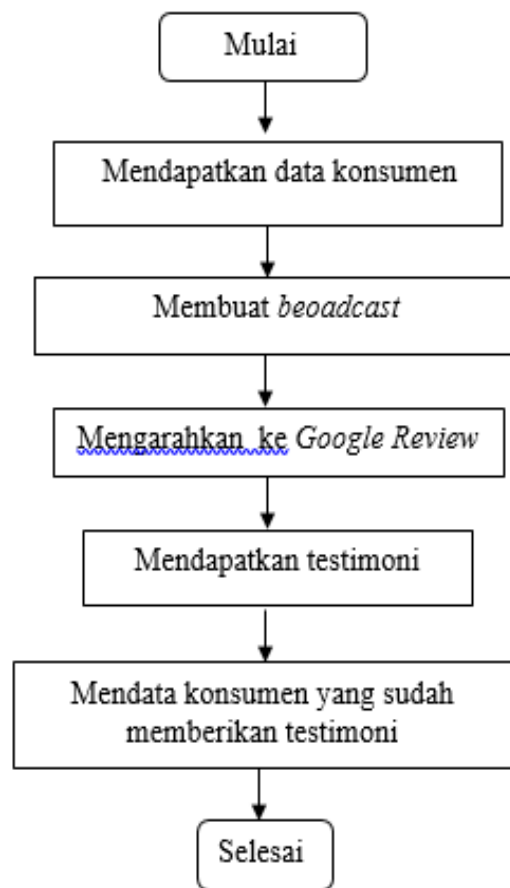 Mulai
Mendapatkan data konsumen
Membuat beoadcast
Mengarahkan ke Google Review
Mendapatkan testimoni
Mendata konsumen yang sudah
memberikan testimoni
Selesai